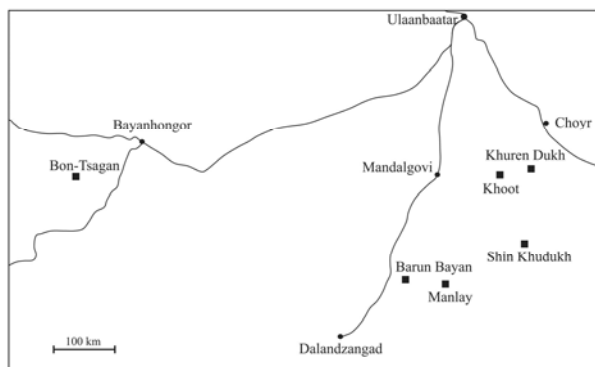 Ulaanbaatar
Choyr
Bayanhongor
Khuren Dukh
Bon-Tsagan
Mandalgovi
Khoot
Shin Khudukh
Barun Bayan
Manlay
Dalandzangad
100 km